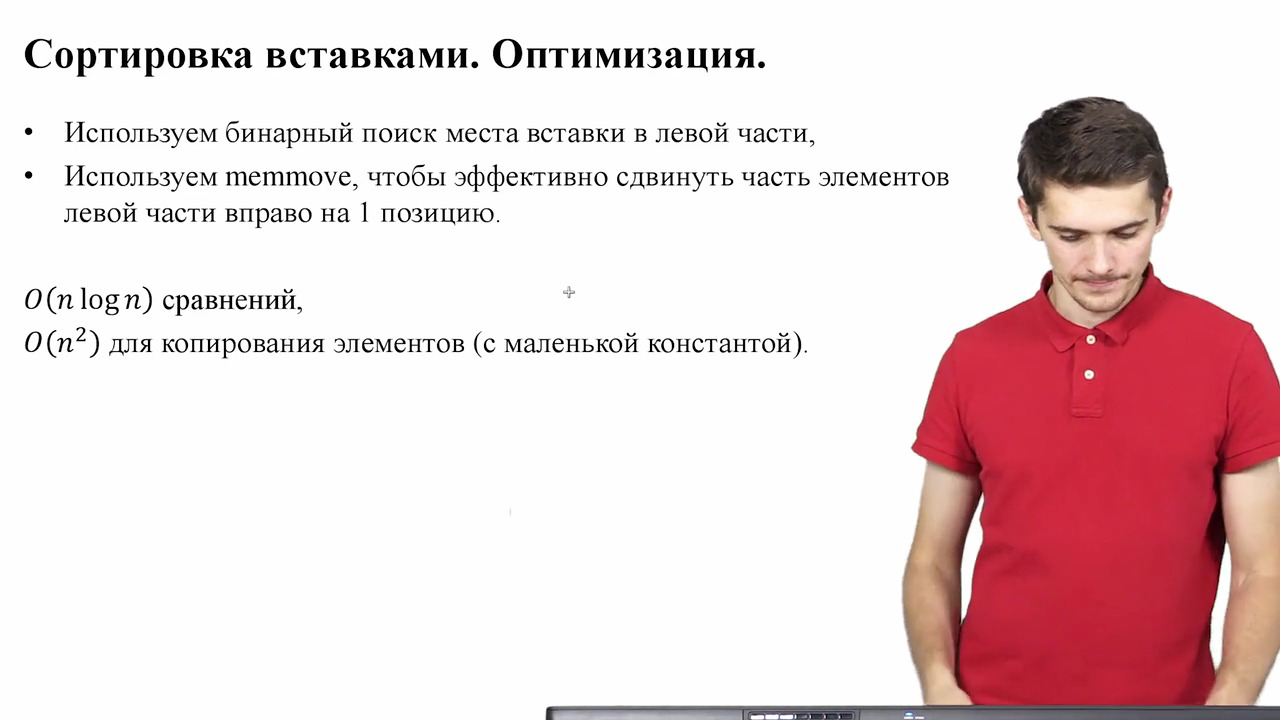 Сортировка вставками. Оптимизация.
• Используем бинарный поиск места вставки в левой части,
• Используем memmove, чтобы эффективно сдвинуть часть элементов
левой части вправо на 1 позицию.
O(n log n) сравнений,
O(n²) для копирования элементов (с маленькой константой).